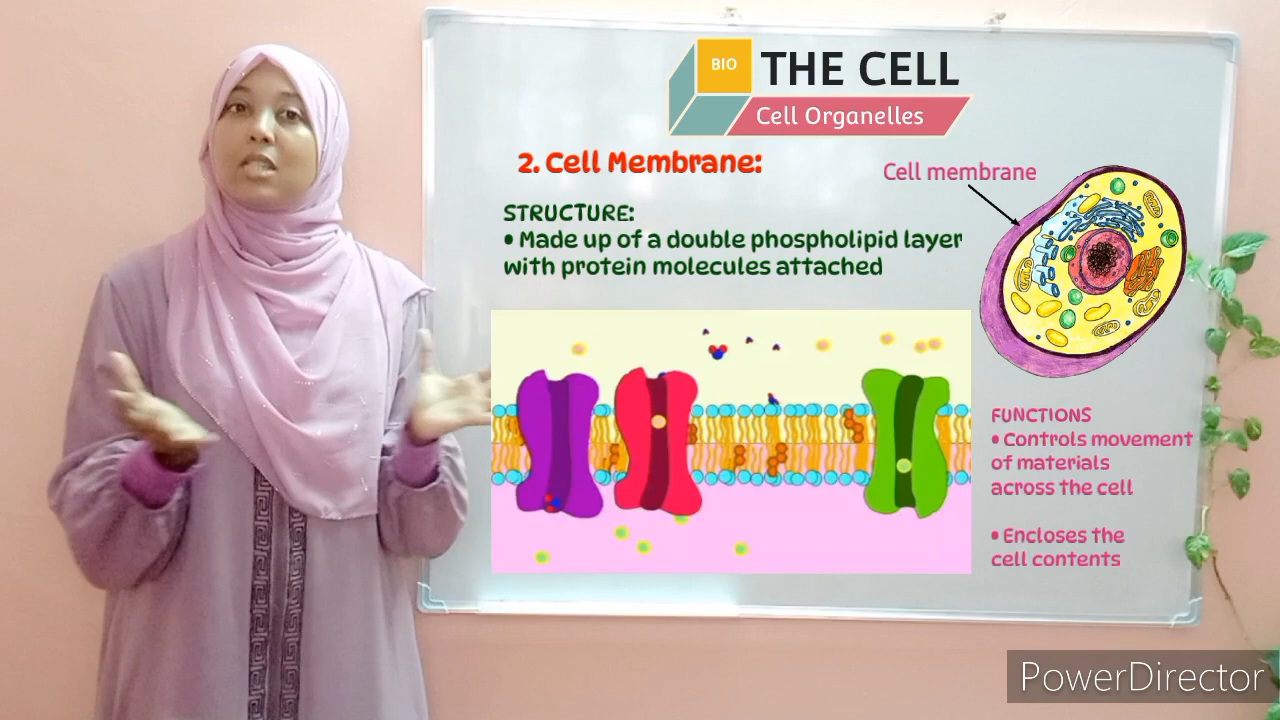 BIO
THE CELL
Cell Organelles
2. Cell Membrane:
Cell membrane
STRUCTURE:
• Made up of a double phospholipid layer
with protein molecules attached
FUNCTIONS
• Controls movement
of materials
across the cell
• Encloses the
cell contents
PowerDirector